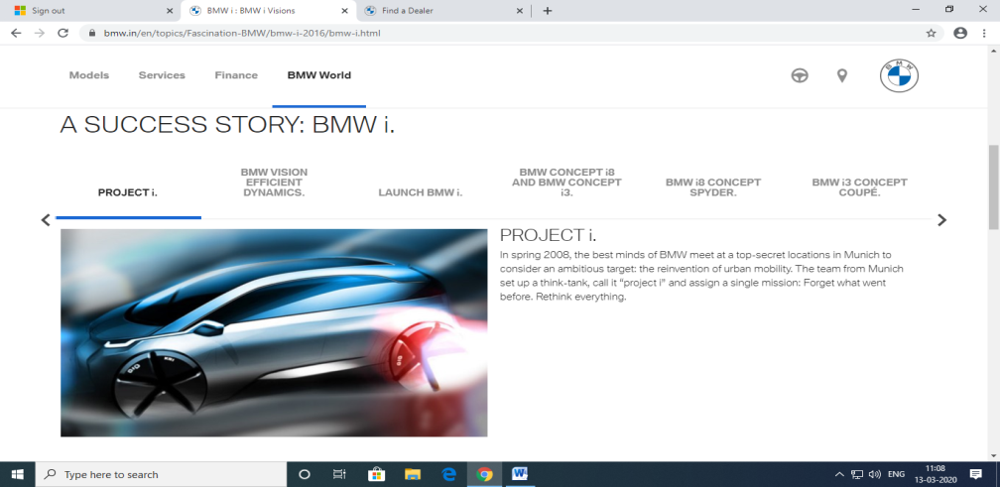 Sign out
BMW i : BMW i Visions
Find a Dealer
bmw.in/en/topics/Fascination-BMW/bmw-i-2016/bmw-i.html
Models Services Finance BMW World
BMW
A SUCCESS STORY: BMW i.
PROJECT i.
BMW VISION
EFFICIENT
DYNAMICS.
LAUNCH BMW i.
BMW CONCEPT i8
AND BMW CONCEPT
i3.
BMW i8 CONCEPT
SPYDER.
BMW i3 CONCEPT
COUPÉ.
PROJECT i.
In spring 2008, the best minds of BMW meet at a top-secret locations in Munich to
consider an ambitious target: the reinvention of urban mobility. The team from Munich
set up a think-tank, call it “project i” and assign a single mission: Forget what went
before. Rethink everything.
Type here to search
ENG
11:08
13-03-2020